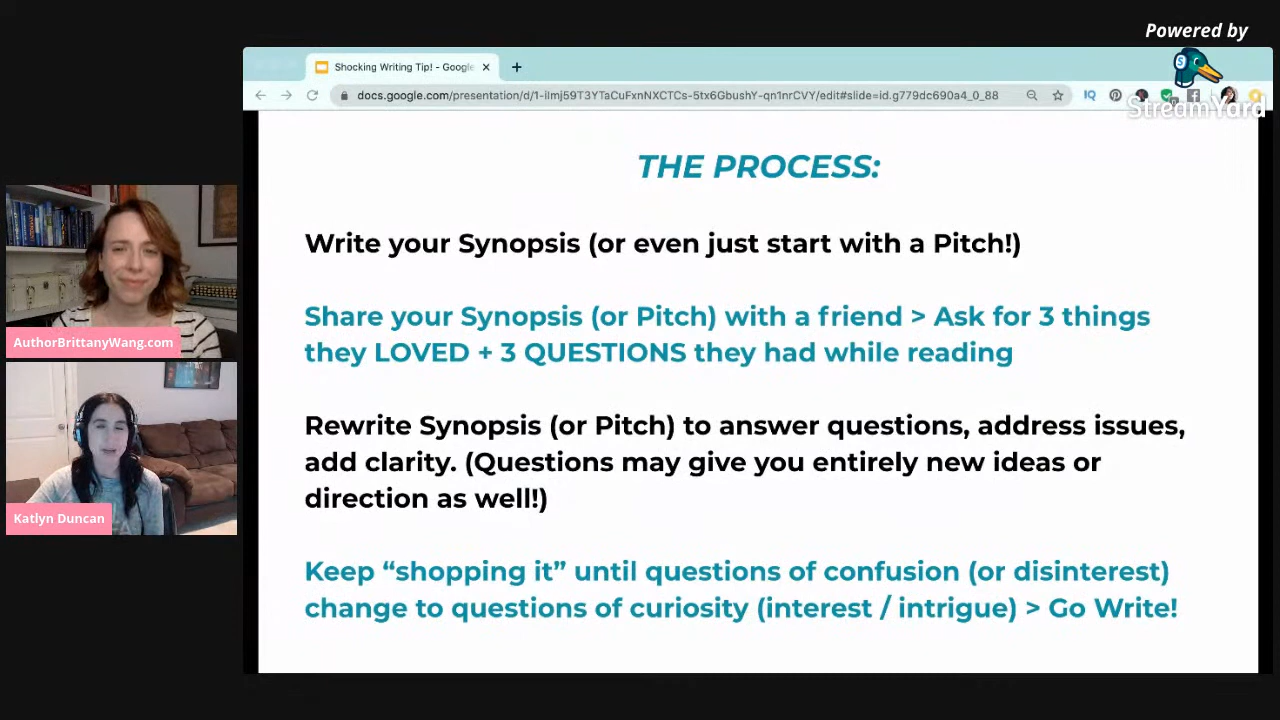 Powered by
StreamYard
Shocking Writing Tip! - Google
docs.google.com/presentation/d/1-iImj59T3YTaCuFxnNXCTCs-5tx6GbushY-qn1nrCVY/edit#slide=id.g779dc690a4_0_88
THE PROCESS:
Write your Synopsis (or even just start with a Pitch!)
Share your Synopsis (or Pitch) with a friend > Ask for 3 things
they LOVED + 3 QUESTIONS they had while reading
Rewrite Synopsis (or Pitch) to answer questions, address issues,
add clarity. (Questions may give you entirely new ideas or
direction as well!)
Keep “shopping it” until questions of confusion (or disinterest)
change to questions of curiosity (interest / intrigue) > Go Write!
AuthorBrittanyWang.com
Katlyn Duncan